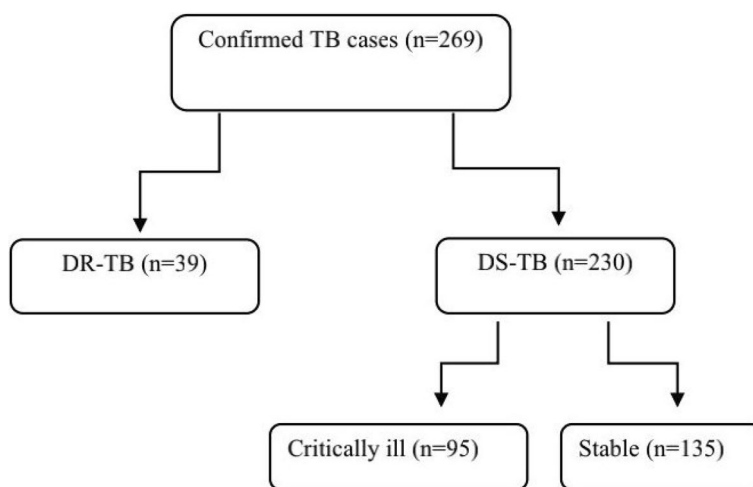 Confirmed TB cases (n=269)
DR-TB (n=39)
DS-TB (n=230)
Critically ill (n=95)
Stable (n=135)